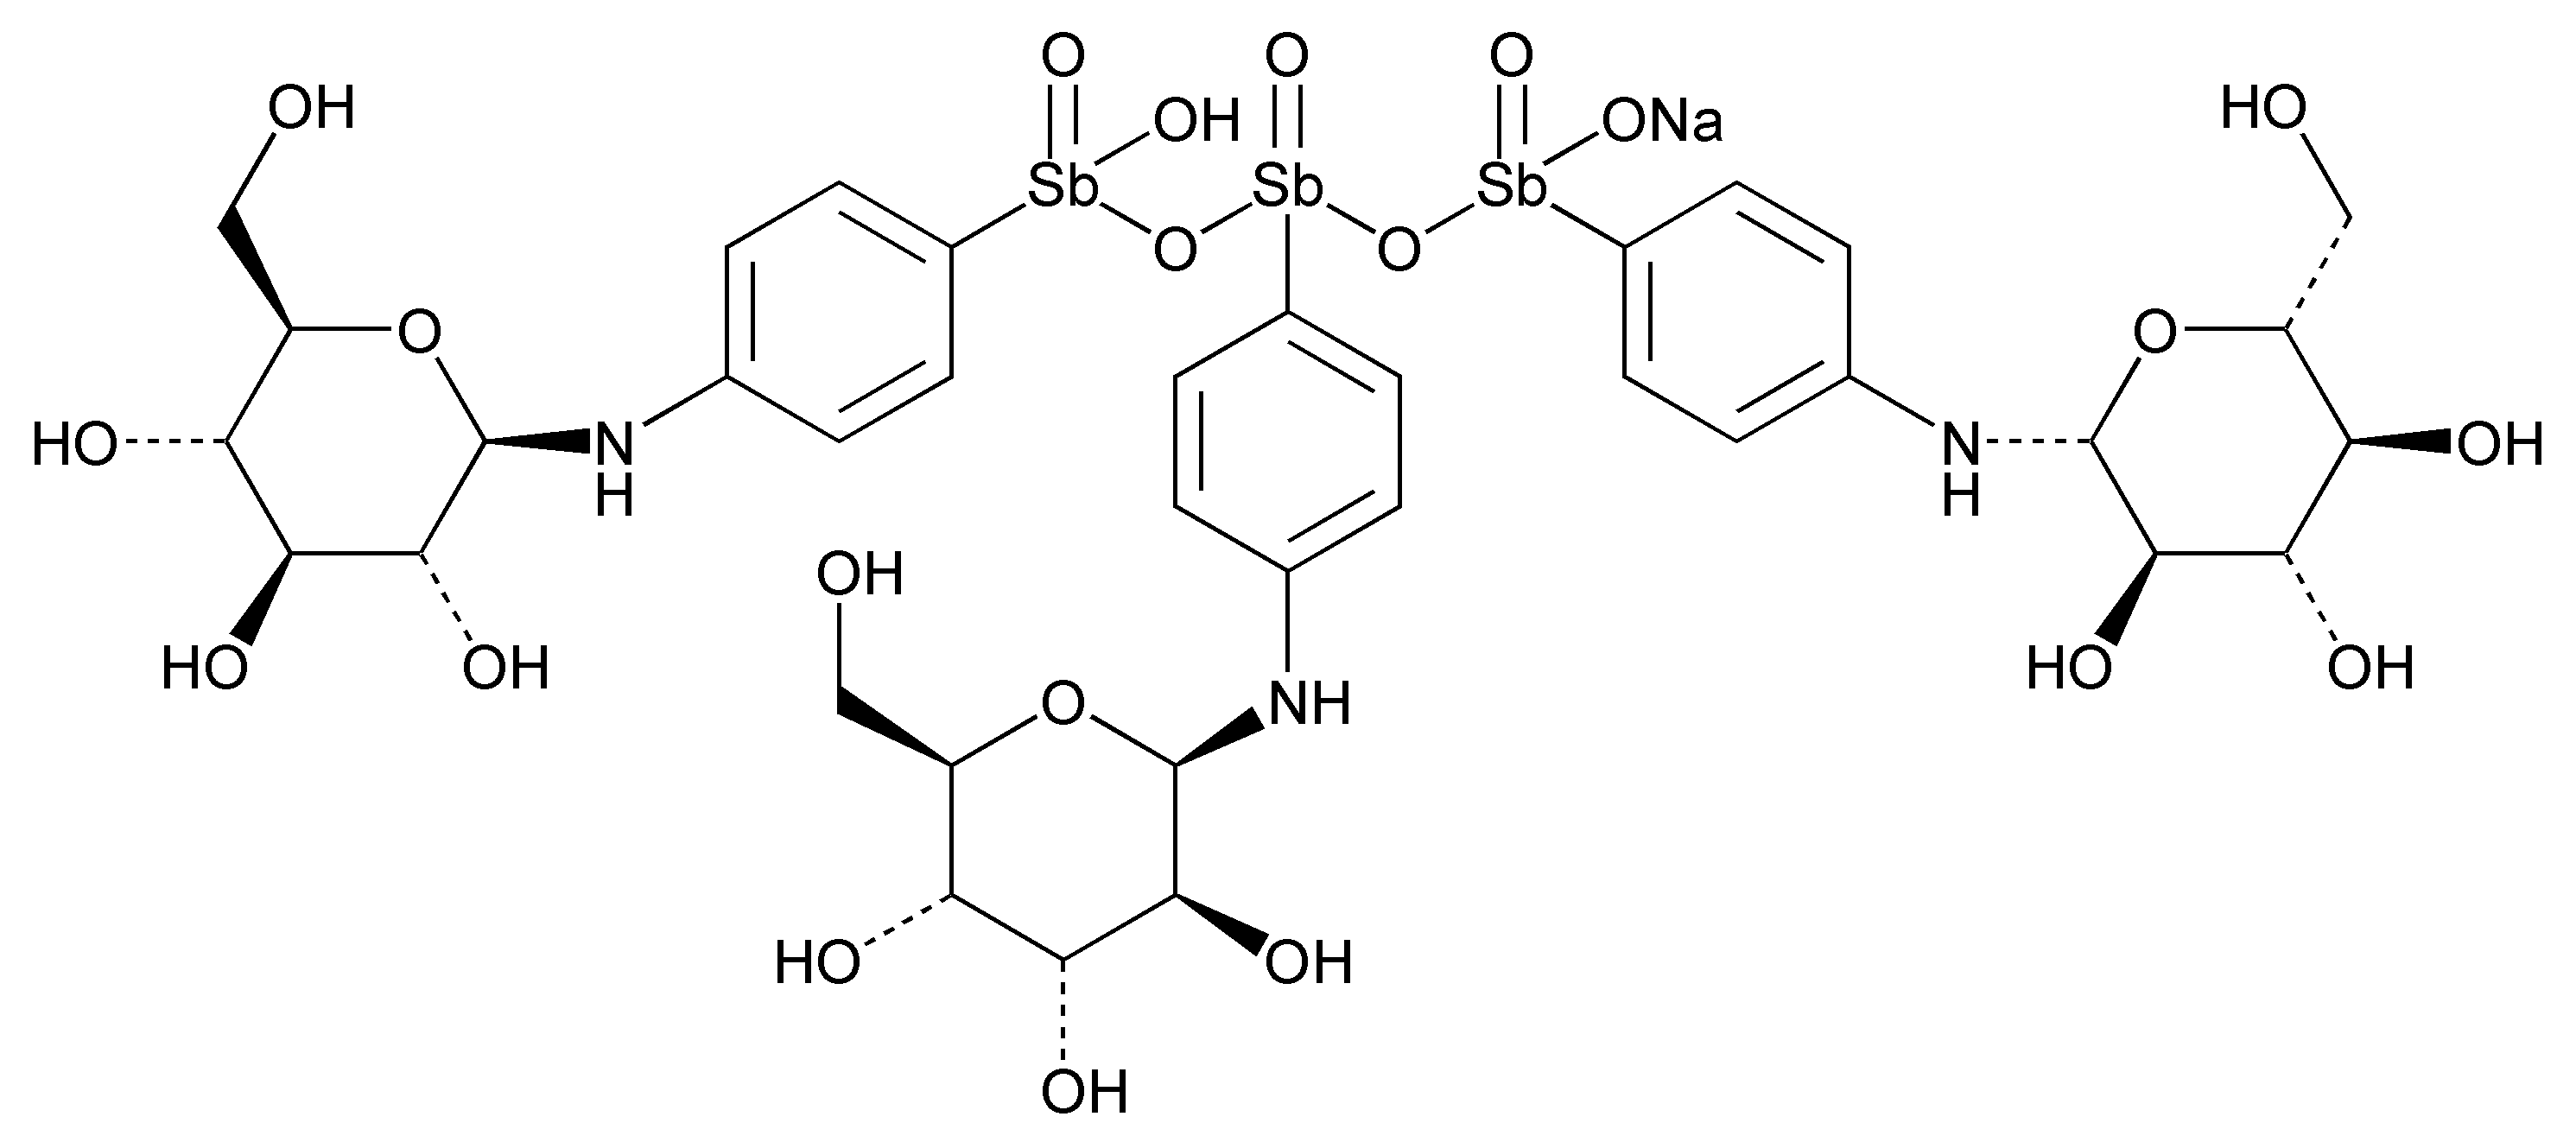 O O O
OH HO
OH ONa
Sb Sb Sb
O O
O O
HO N N OH
H H
OH
HO OH HO OH
O NH
HO OH
OH